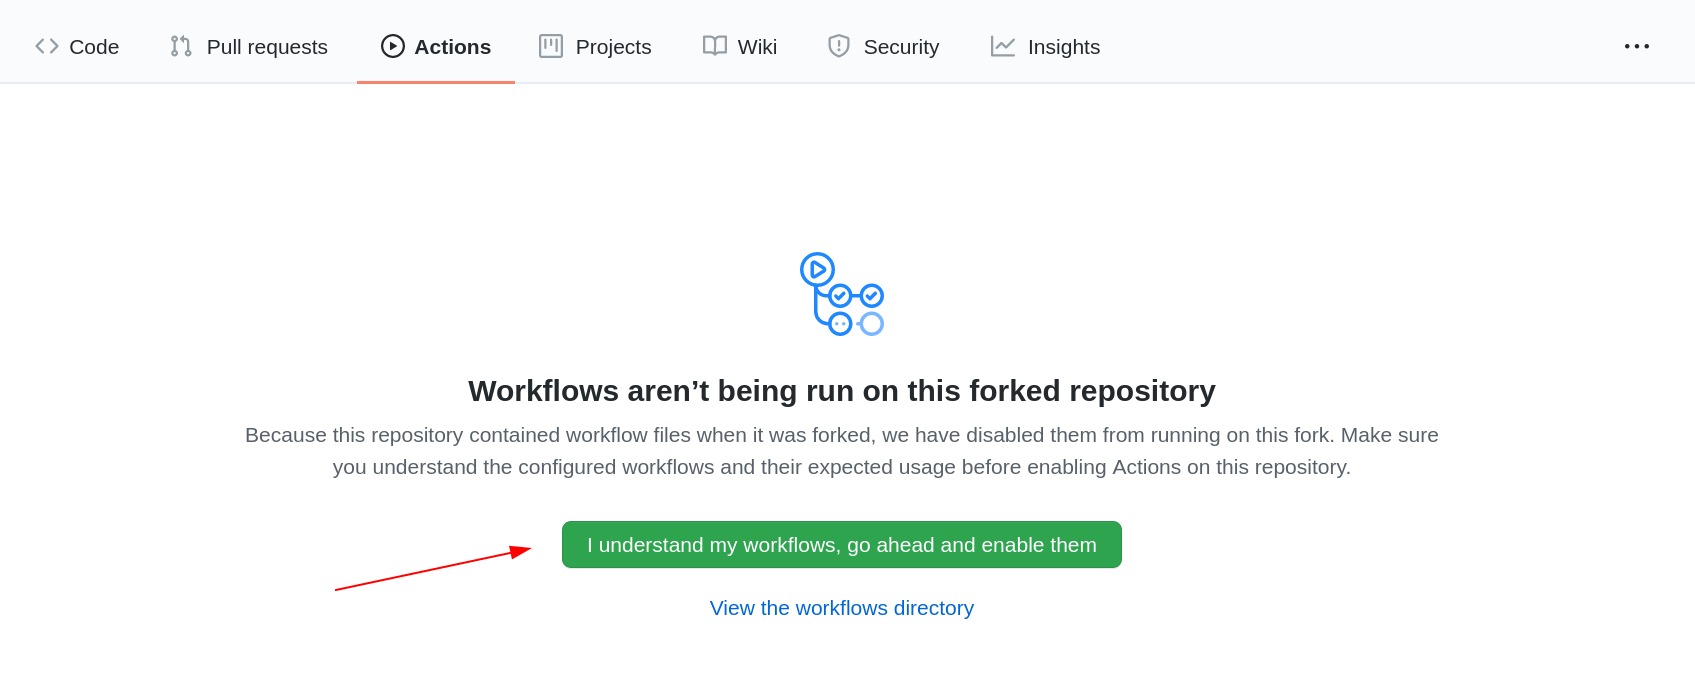 Code Pull requests Actions Projects Wiki Security Insights
Workflows aren’t being run on this forked repository
Because this repository contained workflow files when it was forked, we have disabled them from running on this fork. Make sure
you understand the configured workflows and their expected usage before enabling Actions on this repository.
I understand my workflows, go ahead and enable them
View the workflows directory